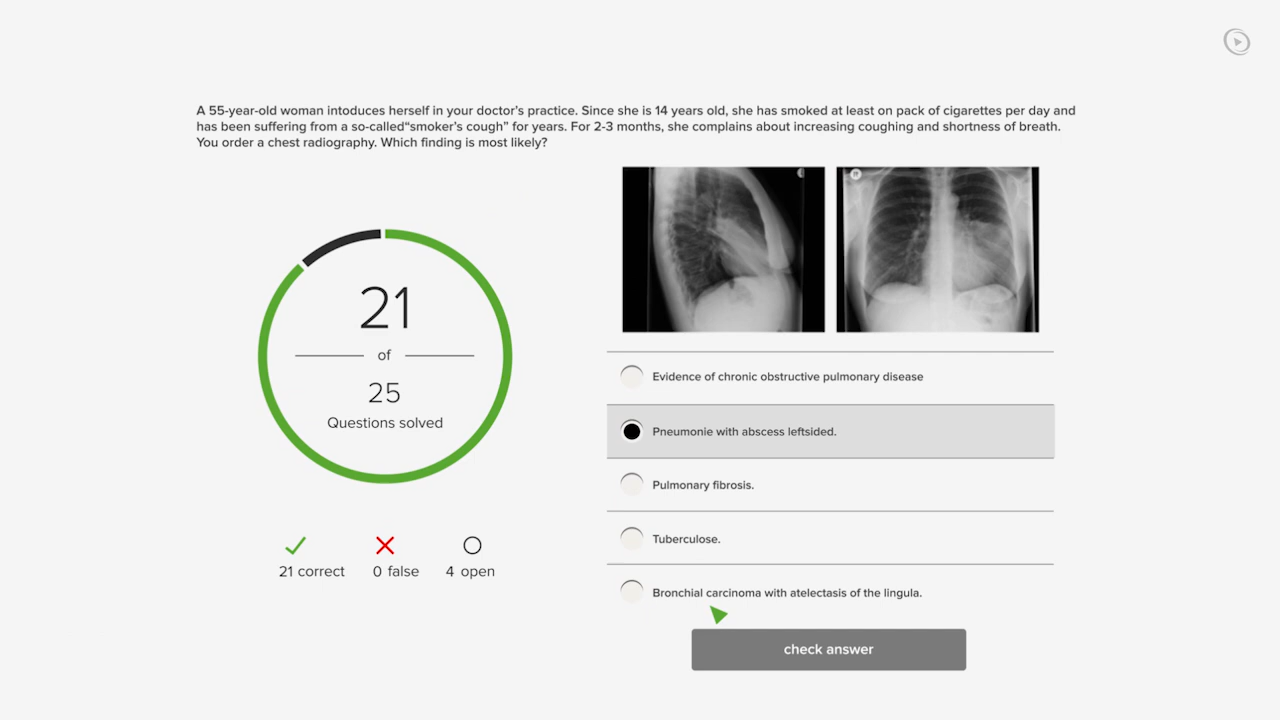 A 55-year-old woman intoduces herself in your doctor's practice. Since she is 14 years old, she has smoked at least on pack of cigarettes per day and
has been suffering from a so-called“smoker's cough” for years. For 2-3 months, she complains about increasing coughing and shortness of breath.
You order a chest radiography. Which finding is most likely?
21
of
25
Questions solved
21 correct
0 false
4 open
Evidence of chronic obstructive pulmonary disease
Pneumonie with abscess leftsided.
Pulmonary fibrosis.
Tuberculose.
Bronchial carcinoma with atelectasis of the lingula.
check answer